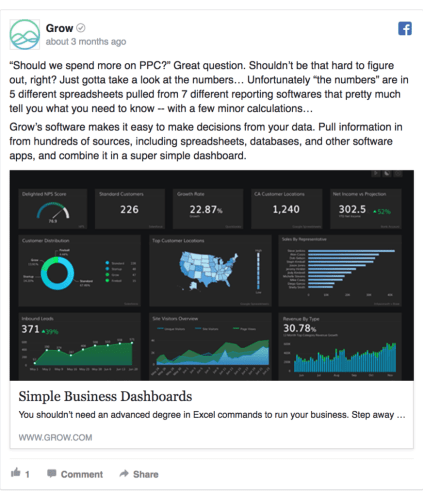 Grow
about 3 months ago
“Should we spend more on PPC?” Great question. Shouldn’t be that hard to figure
out, right? Just gotta take a look at the numbers… Unfortunately “the numbers” are in
5 different spreadsheets pulled from 7 different reporting softwares that pretty much
tell you what you need to know -- with a few minor calculations…
Grow’s software makes it easy to make decisions from your data. Pull information in
from hundreds of sources, including spreadsheets, databases, and other software
apps, and combine it in a super simple dashboard.
Delighted NPS Score
Standard Customers
Growth Rate
CA Customer Locations
Net Income vs Projection
226
22.87%
1,240
302.5
52%
Customer Distribution
Top Customer Locations
Sales By Representative
Inbound Leads
Site Visitors Overview
Revenue By Type
371
39%
30.78%
Simple Business Dashboards
You shouldn’t need an advanced degree in Excel commands to run your business. Step away …
WWW.GROW.COM
1
Comment
Share